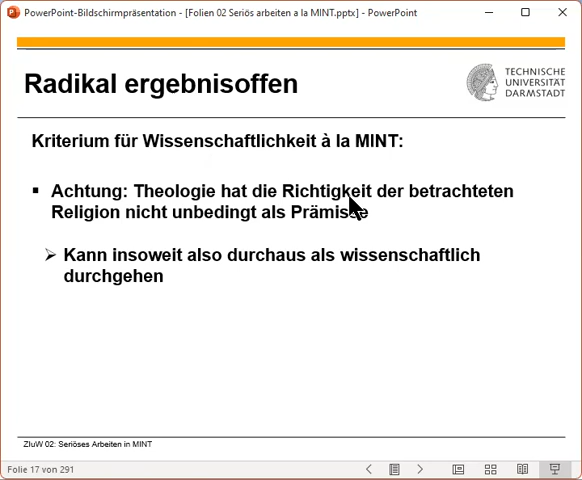 PowerPoint-Bildschirmpräsentation - [Folien 02 Seriös arbeiten a la MINT.pptx] - PowerPoint
Radikal ergebnisoffen
TECHNISCHE
UNIVERSITÄT
DARMSTADT
Kriterium für Wissenschaftlichkeit à la MINT:
▪ Achtung: Theologie hat die Richtigkeit der betrachteten
Religion nicht unbedingt als Prämisse
➢ Kann insoweit also durchaus als wissenschaftlich
durchgehen
ZIuW 02: Seriöses Arbeiten in MINT
Folie 17 von 291